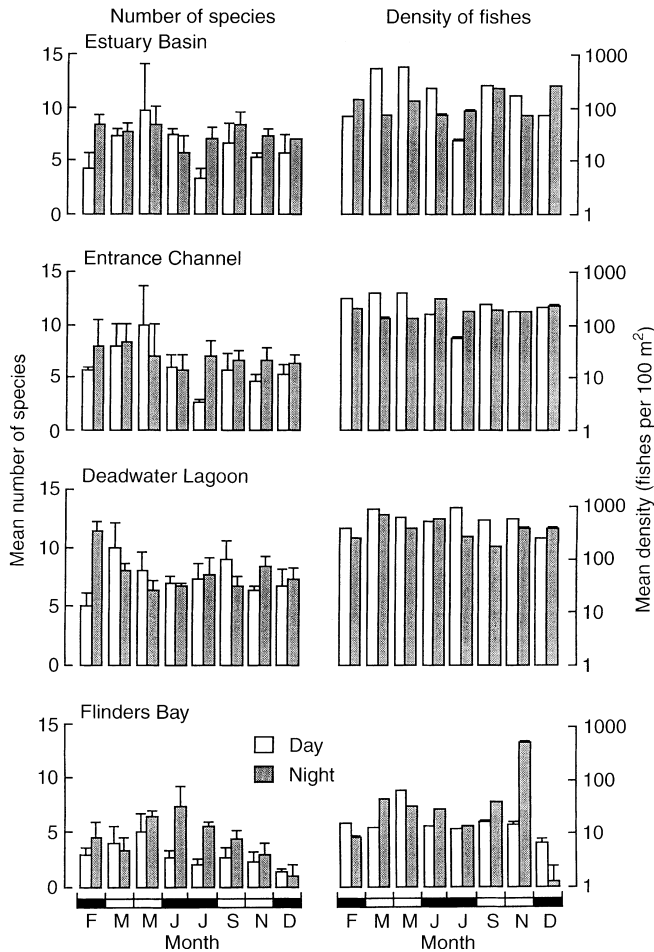 Number of species
Density of fishes
Estuary Basin
15
10
5
0
1000
100
10
1
Entrance Channel
15
10
5
0
1000
100
10
1
Deadwater Lagoon
15
10
5
0
1000
100
10
1
Flinders Bay
15
10
5
0
Day
Night
1000
100
10
1
F M M J J S N D
Month
F M M J J S N D
Month
Mean number of species
Mean density (fishes per 100 m²)